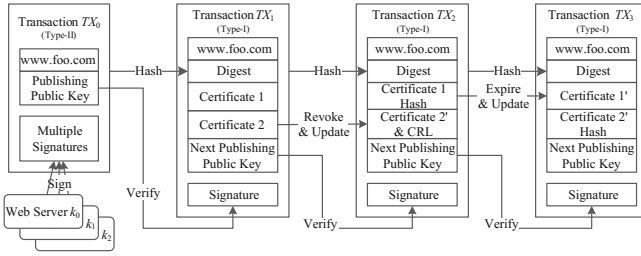 Transaction TX0
(Type-II)
www.foo.com
Publishing
Public Key
Multiple
Signatures
Sign
Web Server k0
k1
k2
Hash
Verify
Transaction TX1
(Type-I)
www.foo.com
Digest
Certificate 1
Certificate 2
Next Publishing
Public Key
Signature
Hash
Revoke
& Update
Verify
Transaction TX2
(Type-I)
www.foo.com
Digest
Certificate 1
Hash
Certificate 2'
& CRL
Next Publishing
Public Key
Signature
Hash
Expire
& Update
Verify
Transaction TX3
(Type-I)
www.foo.com
Digest
Certificate 1'
Certificate 2'
Hash
Next Publishing
Public Key
Signature